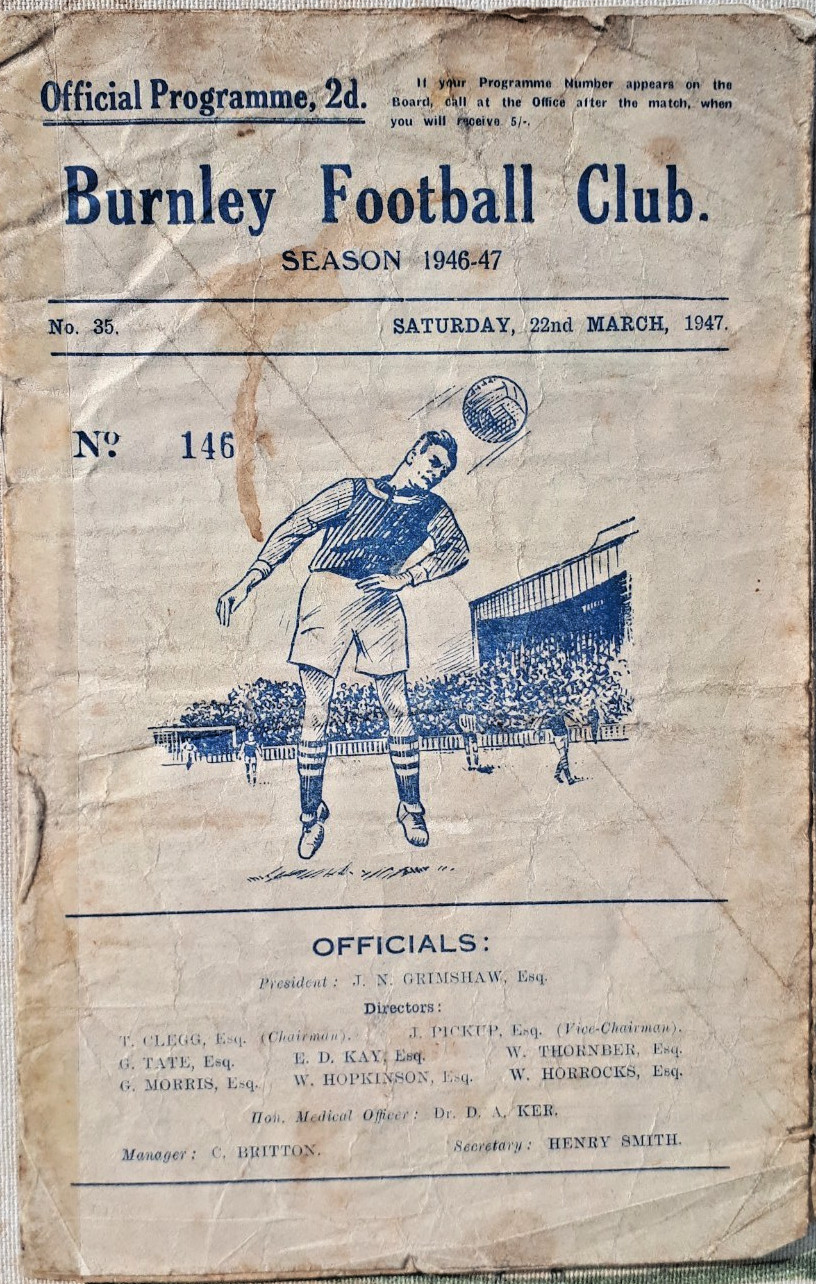 Official Programme, 2d.
If your Programme Number appears on the
Board, call at the Office after the match, when
you will receive 5/-.
Burnley Football Club.
SEASON 1946-47
No. 35. SATURDAY, 22nd MARCH, 1947.
Nº 146
OFFICIALS:
President: J. N. GRIMSHAW, Esq.
Directors:
T. CLEGG, Esq. (Chairman). J. PICKUP, Esq. (Vice-Chairman).
G. TATE, Esq. E. D. KAY, Esq. W. THORNBER, Esq.
G. MORRIS, Esq. W. HOPKINSON, Esq. W. HORROCKS, Esq.
Hon. Medical Officer: Dr. D. A. KER.
Manager: C. BRITTON. Secretary: HENRY SMITH.